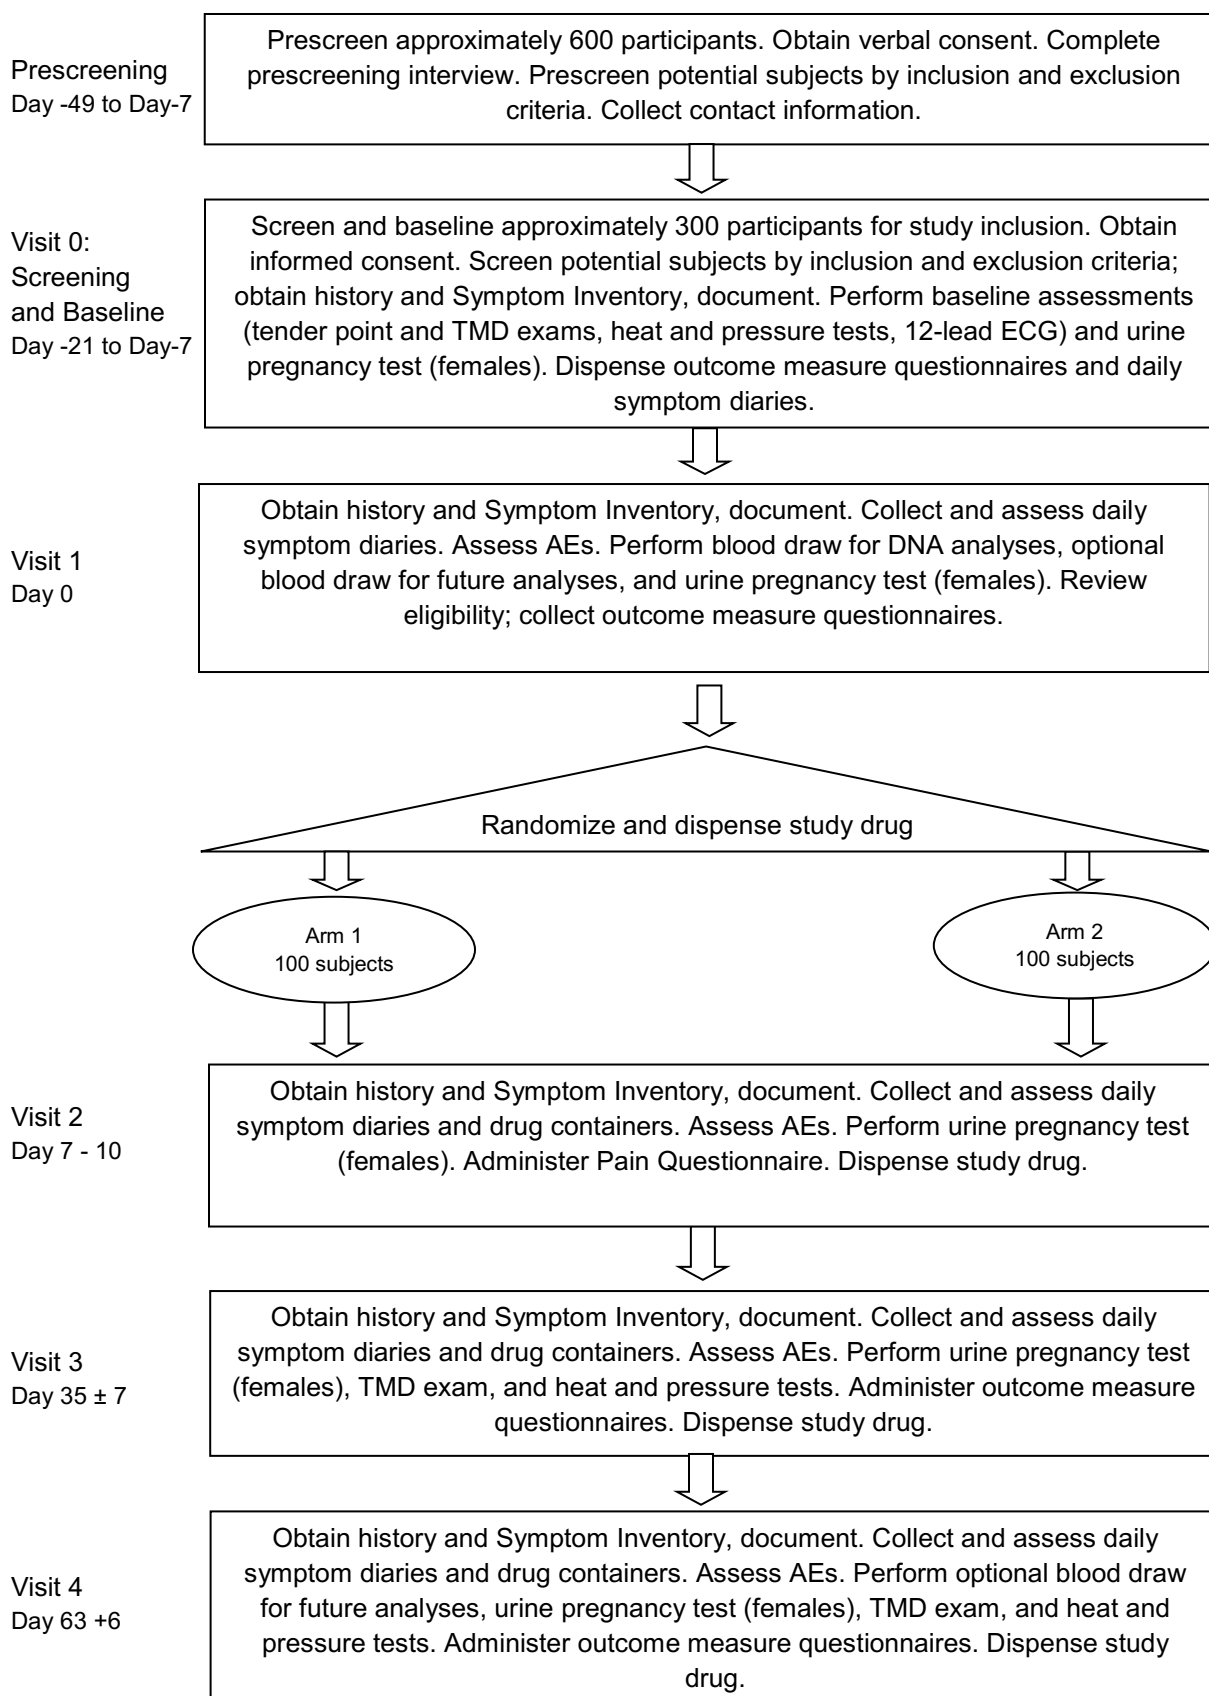 Prescreening
Day -49 to Day-7
Prescreen approximately 600 participants. Obtain verbal consent. Complete
prescreening interview. Prescreen potential subjects by inclusion and exclusion
criteria. Collect contact information.
Visit 0:
Screening
and Baseline
Day -21 to Day-7
Screen and baseline approximately 300 participants for study inclusion. Obtain
informed consent. Screen potential subjects by inclusion and exclusion criteria;
obtain history and Symptom Inventory, document. Perform baseline assessments
(tender point and TMD exams, heat and pressure tests, 12-lead ECG) and urine
pregnancy test (females). Dispense outcome measure questionnaires and daily
symptom diaries.
Visit 1
Day 0
Obtain history and Symptom Inventory, document. Collect and assess daily
symptom diaries. Assess AEs. Perform blood draw for DNA analyses, optional
blood draw for future analyses, and urine pregnancy test (females). Review
eligibility; collect outcome measure questionnaires.
Randomize and dispense study drug
Arm 1
100 subjects
Arm 2
100 subjects
Visit 2
Day 7 - 10
Obtain history and Symptom Inventory, document. Collect and assess daily
symptom diaries and drug containers. Assess AEs. Perform urine pregnancy test
(females). Administer Pain Questionnaire. Dispense study drug.
Visit 3
Day 35 ± 7
Obtain history and Symptom Inventory, document. Collect and assess daily
symptom diaries and drug containers. Assess AEs. Perform urine pregnancy test
(females), TMD exam, and heat and pressure tests. Administer outcome measure
questionnaires. Dispense study drug.
Visit 4
Day 63 +6
Obtain history and Symptom Inventory, document. Collect and assess daily
symptom diaries and drug containers. Assess AEs. Perform optional blood draw
for future analyses, urine pregnancy test (females), TMD exam, and heat and
pressure tests. Administer outcome measure questionnaires. Dispense study
drug.